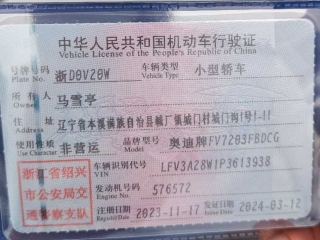 中华人民共和国机动车行驶证
Vehicle License of the People's Republic of China
号牌号码 浙D0V20W 车辆类型 小型轿车
Plate No. Vehicle Type
所有人 马雪亭
Owner
住址 辽宁省本溪满族自治县碱厂镇城门村城门沟1号1-11
Address
使用性质 非营运 品牌型号 奥迪牌FV7203FBDCG
Use Character Model
浙江省绍兴市公安局交通警察支队
车辆识别代号 LFV3A28W1P3613938
VIN
发动机号码 576572
Engine No.
注册日期 2023-11-17 发证日期 2024-03-12
Register Date Issue Date